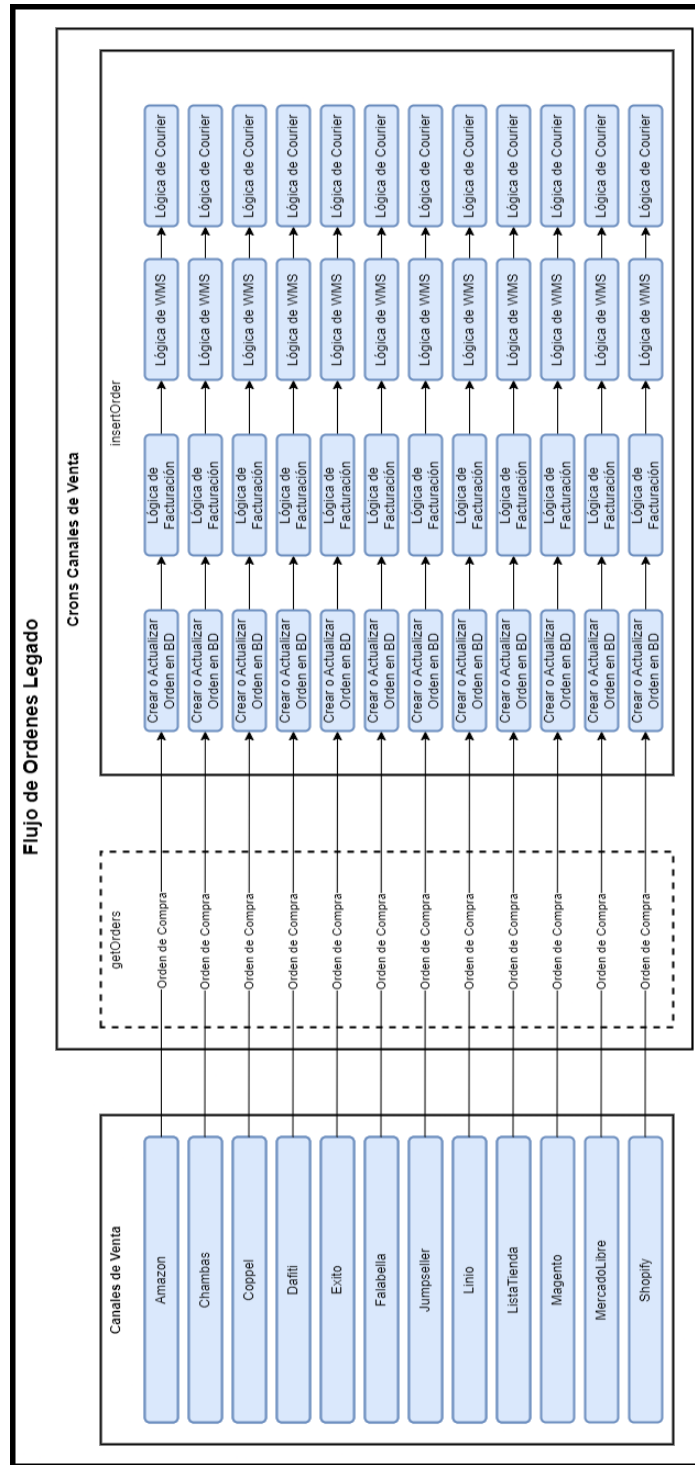 Flujo de Ordenes Legado
Canales de Venta
Crons Canales de Venta
getOrders
insertOrder
Amazon
Orden de Compra
Crear o Actualizar
Orden en BD
Lógica de
Facturación
Lógica de WMS
Lógica de Courier
Chambas
Orden de Compra
Crear o Actualizar
Orden en BD
Lógica de
Facturación
Lógica de WMS
Lógica de Courier
Coppel
Orden de Compra
Crear o Actualizar
Orden en BD
Lógica de
Facturación
Lógica de WMS
Lógica de Courier
Dafiti
Orden de Compra
Crear o Actualizar
Orden en BD
Lógica de
Facturación
Lógica de WMS
Lógica de Courier
Exito
Orden de Compra
Crear o Actualizar
Orden en BD
Lógica de
Facturación
Lógica de WMS
Lógica de Courier
Falabella
Orden de Compra
Crear o Actualizar
Orden en BD
Lógica de
Facturación
Lógica de WMS
Lógica de Courier
Jumpseller
Orden de Compra
Crear o Actualizar
Orden en BD
Lógica de
Facturación
Lógica de WMS
Lógica de Courier
Linio
Orden de Compra
Crear o Actualizar
Orden en BD
Lógica de
Facturación
Lógica de WMS
Lógica de Courier
ListaTienda
Orden de Compra
Crear o Actualizar
Orden en BD
Lógica de
Facturación
Lógica de WMS
Lógica de Courier
Magento
Orden de Compra
Crear o Actualizar
Orden en BD
Lógica de
Facturación
Lógica de WMS
Lógica de Courier
MercadoLibre
Orden de Compra
Crear o Actualizar
Orden en BD
Lógica de
Facturación
Lógica de WMS
Lógica de Courier
Shopify
Orden de Compra
Crear o Actualizar
Orden en BD
Lógica de
Facturación
Lógica de WMS
Lógica de Courier